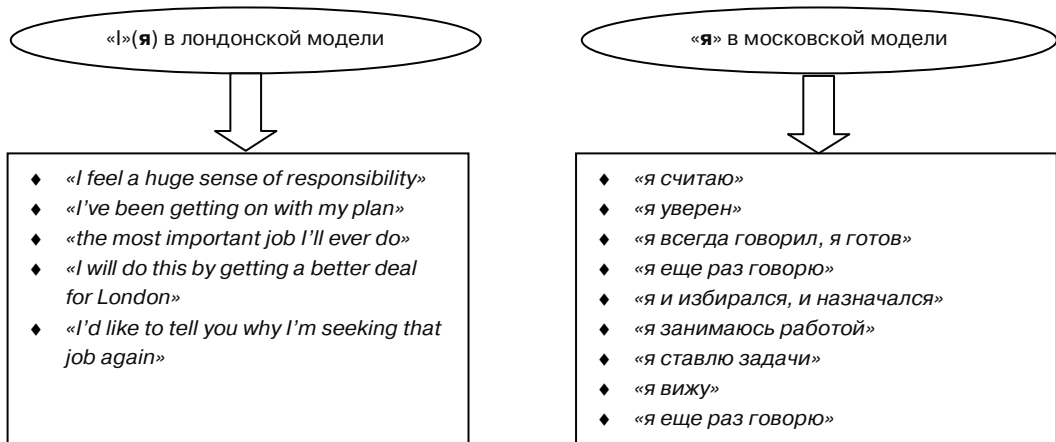 «I»(я) в лондонской модели
♦ «I feel a huge sense of responsibility»
♦ «I've been getting on with my plan»
♦ «the most important job I'll ever do»
♦ «I will do this by getting a better deal
for London»
♦ «I'd like to tell you why I'm seeking that
job again»
«я» в московской модели
♦ «я считаю»
♦ «я уверен»
♦ «я всегда говорил, я готов»
♦ «я еще раз говорю»
♦ «я и избирался, и назначался»
♦ «я занимаюсь работой»
♦ «я ставлю задачи»
♦ «я вижу»
♦ «я еще раз говорю»